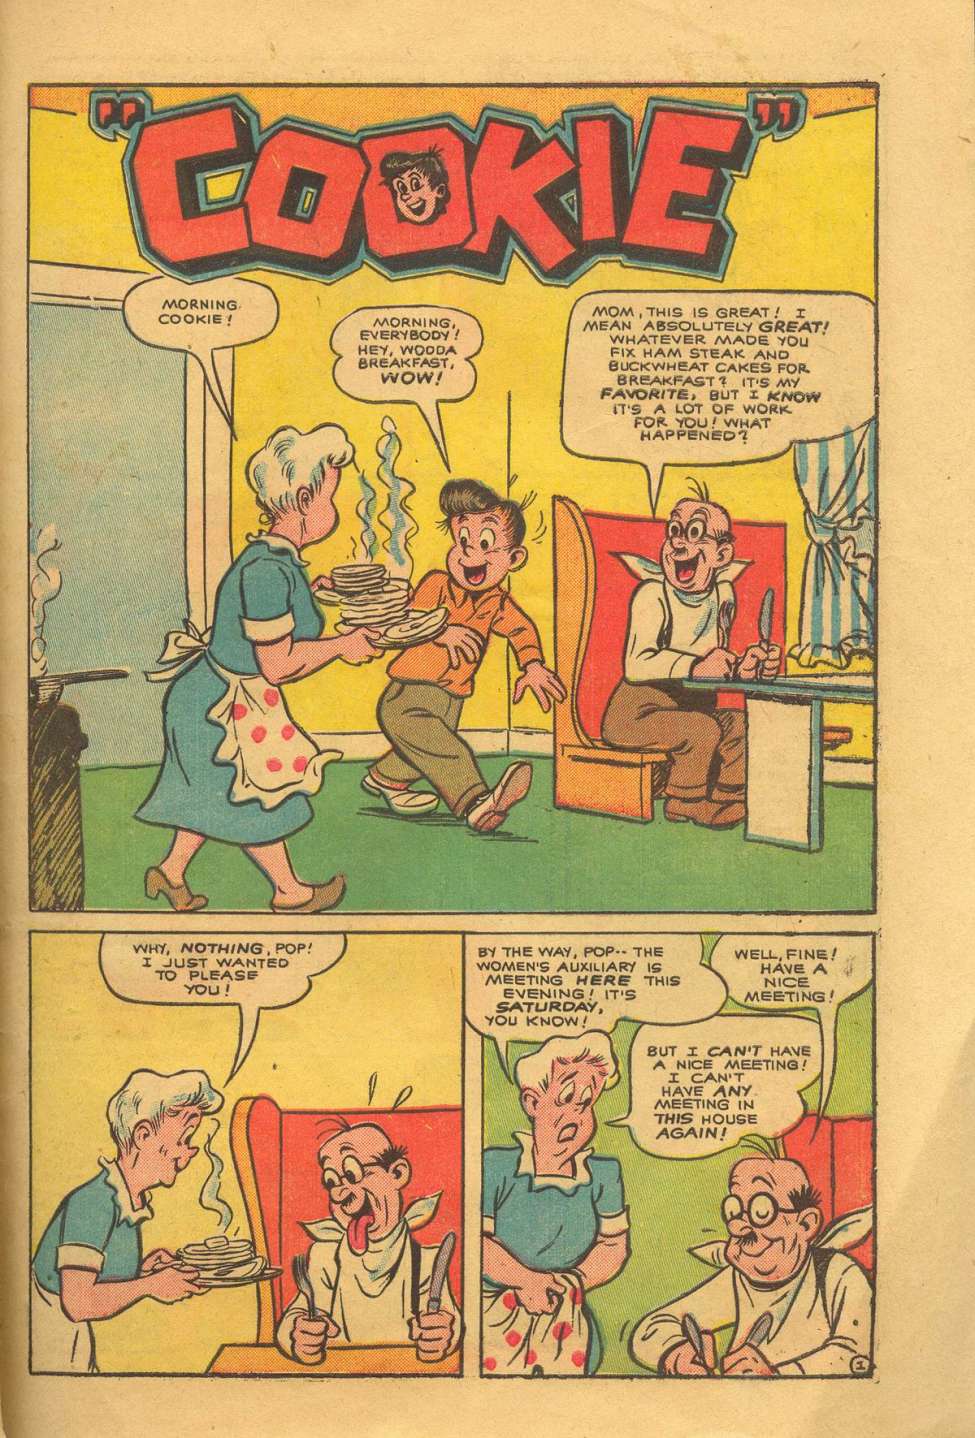 "COOKIE"
MORNING
COOKIE!
MORNING,
EVERYBODY!
HEY, WODDA
BREAKFAST,
WOW!
MOM, THIS IS GREAT! I
MEAN ABSOLUTELY GREAT!
WHATEVER MADE YOU
FIX HAM STEAK AND
BUCKWHEAT CAKES FOR
BREAKFAST? IT'S MY
FAVORITE, BUT I KNOW
IT'S A LOT OF WORK
FOR YOU! WHAT
HAPPENED?
WHY, NOTHING, POP!
I JUST WANTED
TO PLEASE
YOU!
BY THE WAY, POP-- THE
WOMEN'S AUXILIARY IS
MEETING HERE THIS
EVENING! IT'S
SATURDAY,
YOU KNOW!
WELL, FINE!
HAVE A
NICE
MEETING!
BUT I CAN'T HAVE
A NICE MEETING!
I CAN'T
HAVE ANY
MEETING IN
THIS HOUSE
AGAIN!
1